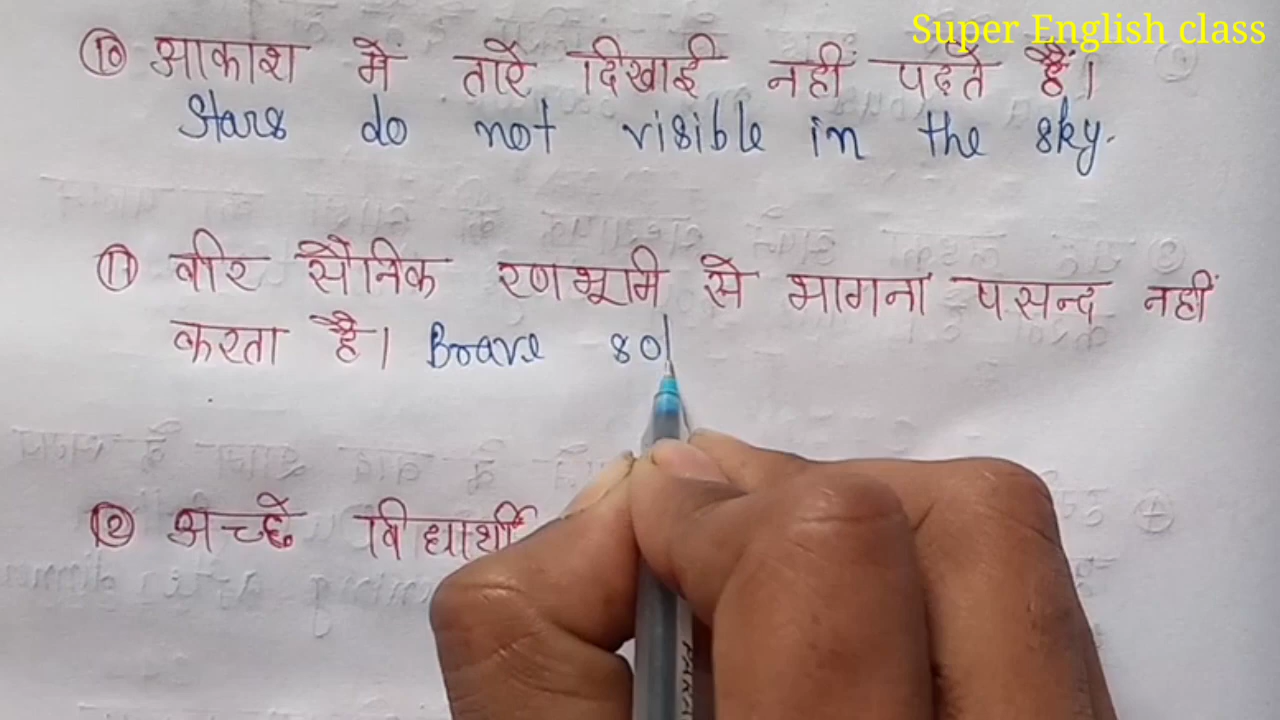 Super English class
⑩ आकाश में तारे दिखाई नहीं पड़ते हैं।
Stars do not visible in the sky.
⑪ वीर सैनिक रणभूमि से भागना पसन्द नहीं
करता है। Brave sol
⑫ अच्छे विद्यार्थी